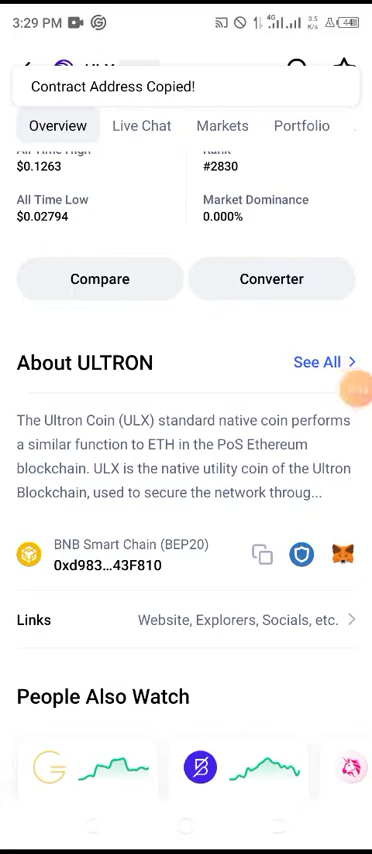 3:29 PM
4G
3.5
K/s
44
Contract Address Copied!
Overview
Live Chat
Markets
Portfolio
$0.1263
#2830
All Time Low
Market Dominance
$0.02794
0.000%
Compare
Converter
About ULTRON
See All
The Ultron Coin (ULX) standard native coin performs
a similar function to ETH in the PoS Ethereum
blockchain. ULX is the native utility coin of the Ultron
Blockchain, used to secure the network throug...
BNB Smart Chain (BEP20)
0xd983...43F810
Links
Website, Explorers, Socials, etc.
People Also Watch